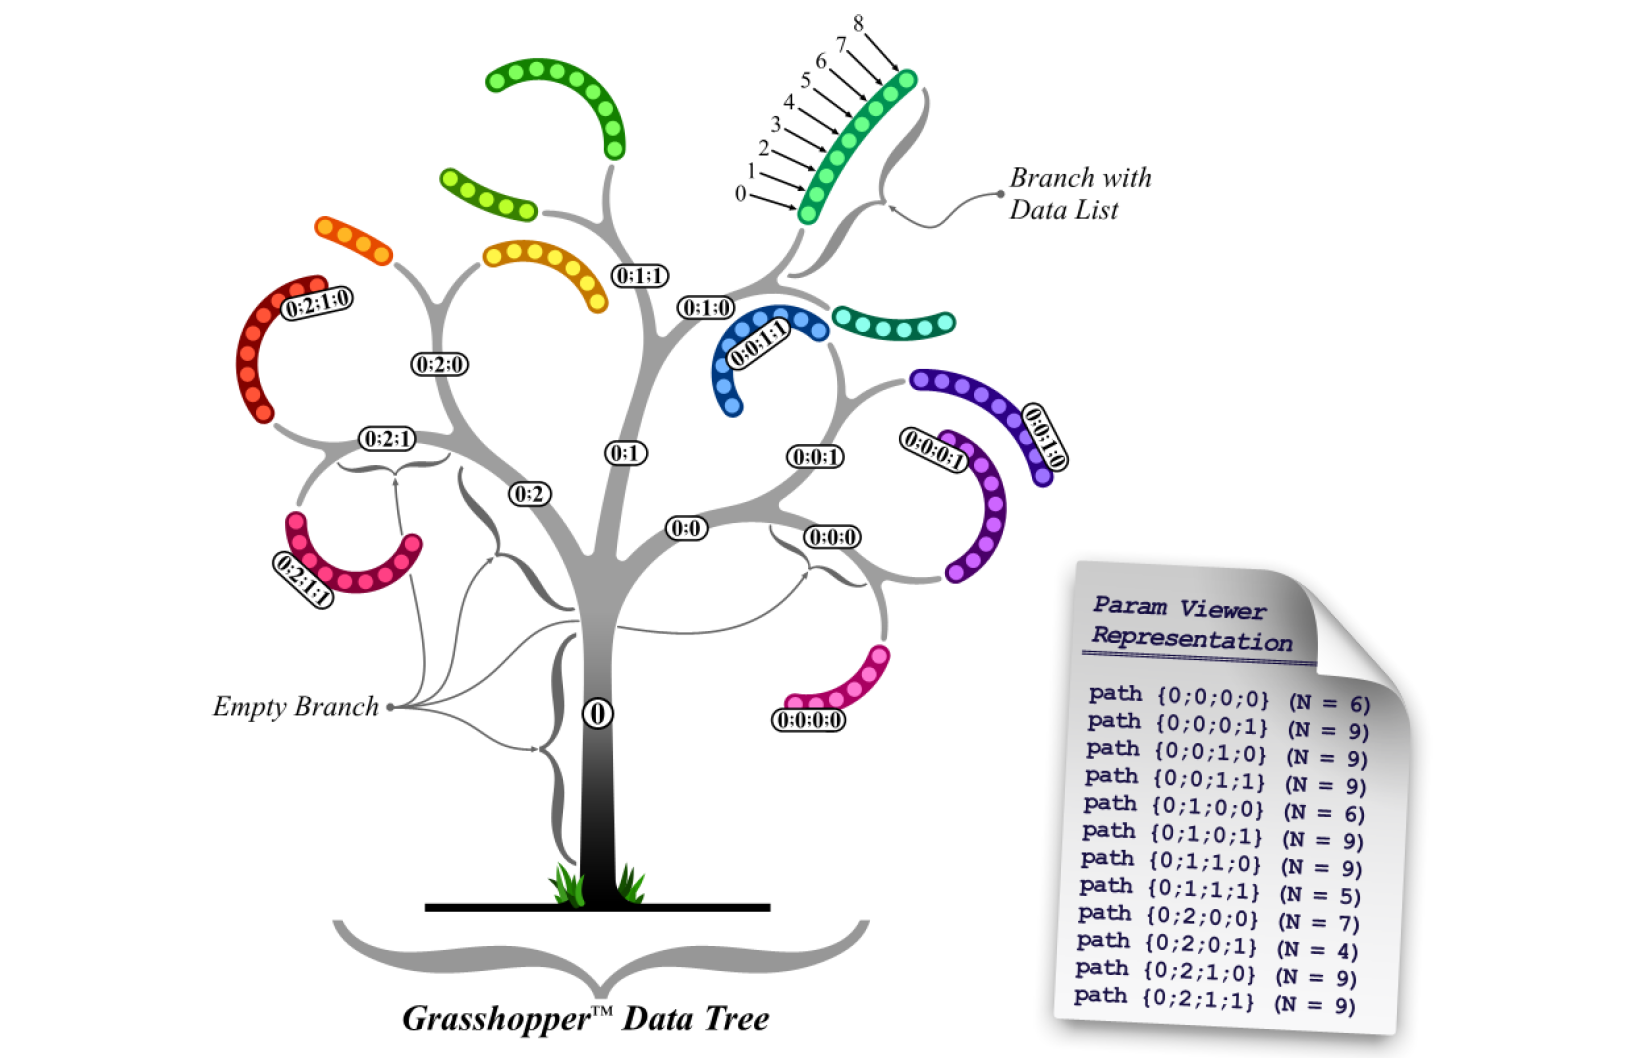 8
7
6
5
4
3
2
1
0
Branch with
Data List
0;1;1
0;1;0
0;2;1;0
0;0;1;1
0;2;0
0;2;1
0;1
0;0;1
0;0;0;1
0;0;1;0
0;2
0;0
0;0;0
0;2;1;1
Empty Branch
0
0;0;0;0
Grasshopper™ Data Tree
Param Viewer
Representation
path {0;0;0;0} (N = 6)
path {0;0;0;1} (N = 9)
path {0;0;1;0} (N = 9)
path {0;0;1;1} (N = 9)
path {0;1;0;0} (N = 6)
path {0;1;0;1} (N = 9)
path {0;1;1;0} (N = 9)
path {0;1;1;1} (N = 5)
path {0;2;0;0} (N = 7)
path {0;2;0;1} (N = 4)
path {0;2;1;0} (N = 9)
path {0;2;1;1} (N = 9)